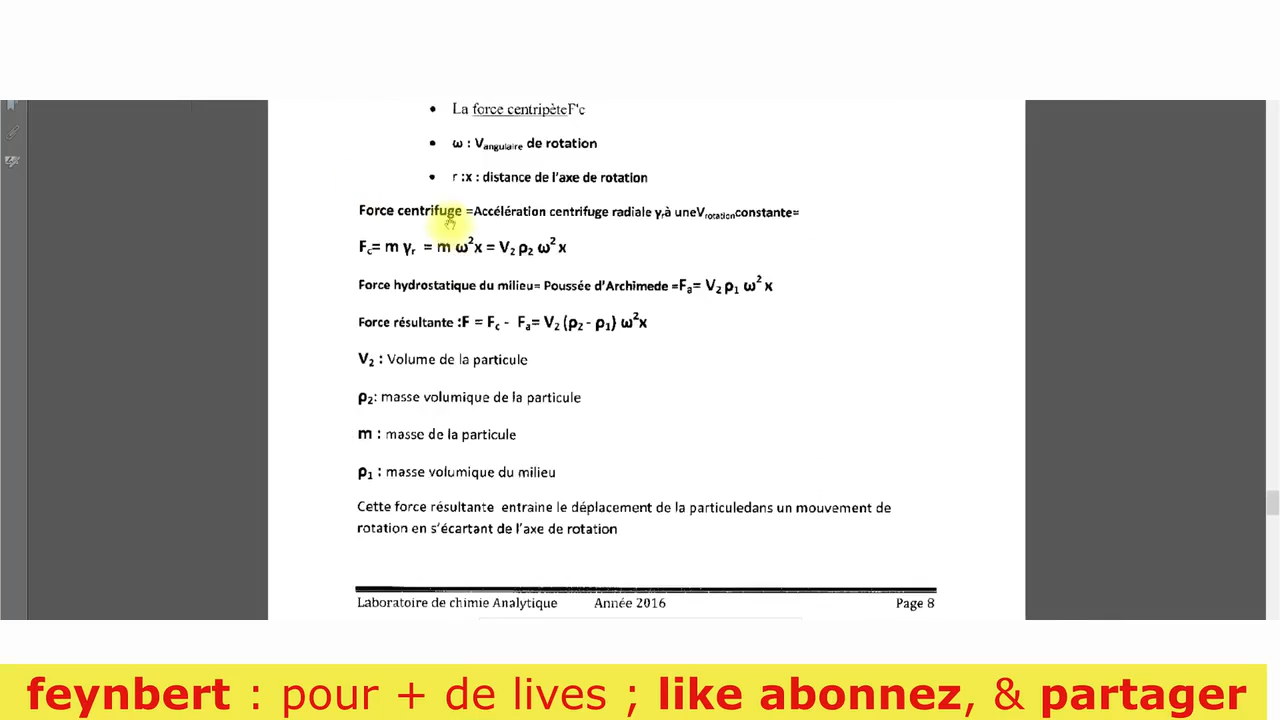 • La force centripèteF'c
• ω : Vangulaire de rotation
• r :x : distance de l'axe de rotation
Force centrifuge =Accélération centrifuge radiale γrà uneVrotationconstante=
Fc= m γr = m ω²x = V₂ ρ₂ ω² x
Force hydrostatique du milieu= Poussée d'Archimede =Fa= V₂ ρ₁ ω² x
Force résultante :F = Fc - Fa= V₂ (ρ₂ - ρ₁) ω²x
V₂ : Volume de la particule
ρ₂: masse volumique de la particule
m : masse de la particule
ρ₁ : masse volumique du milieu
Cette force résultante entraine le déplacement de la particuledans un mouvement de
rotation en s'écartant de l'axe de rotation
Laboratoire de chimie Analytique Année 2016 Page 8
feynbert : pour + de lives ; like abonnez, & partager